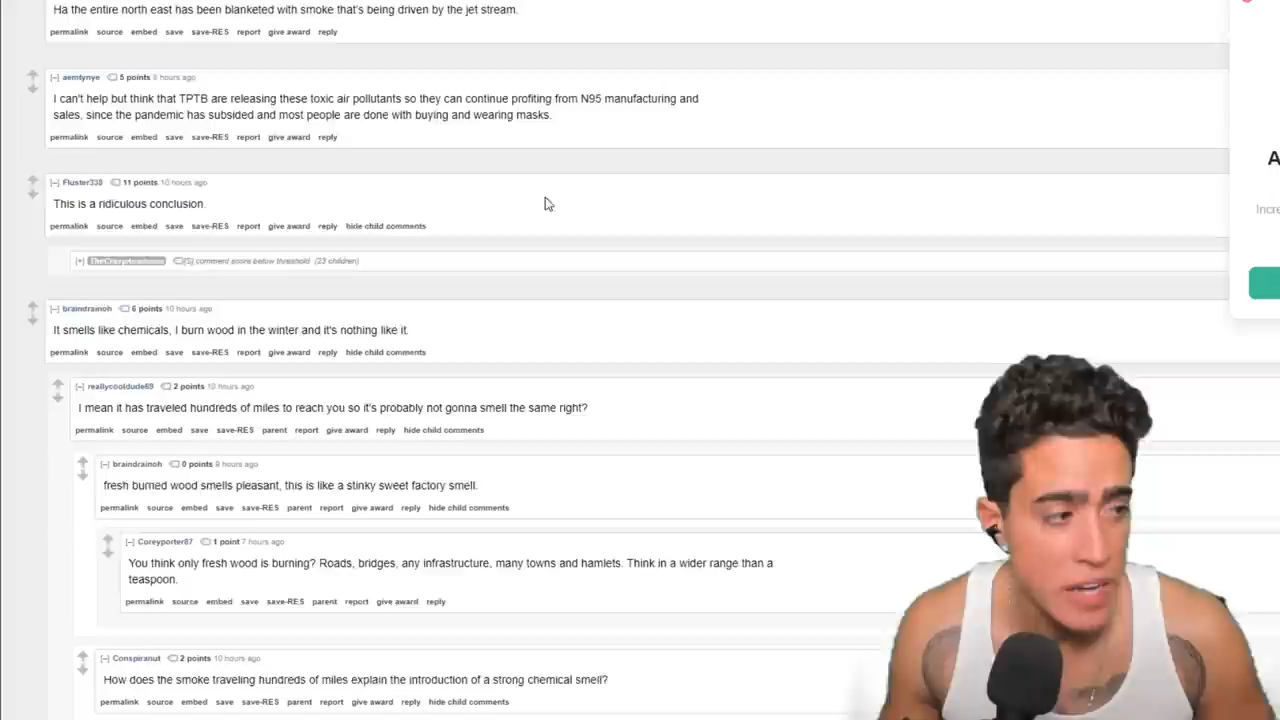 Ha the entire north east has been blanketed with smoke that's being driven by the jet stream.
permalink source embed save save-RES report give award reply
[–] aemtynye 5 points 8 hours ago
I can't help but think that TPTB are releasing these toxic air pollutants so they can continue profiting from N95 manufacturing and
sales, since the pandemic has subsided and most people are done with buying and wearing masks.
permalink source embed save save-RES report give award reply
[–] Fluster338 11 points 10 hours ago
This is a ridiculous conclusion.
permalink source embed save save-RES report give award reply hide child comments
[+] comment score below threshold (23 children)
[–] braindrainoh 6 points 10 hours ago
It smells like chemicals, I burn wood in the winter and it's nothing like it.
permalink source embed save save-RES report give award reply hide child comments
[–] reallycooldude69 2 points 10 hours ago
I mean it has traveled hundreds of miles to reach you so it's probably not gonna smell the same right?
permalink source embed save save-RES parent report give award reply hide child comments
[–] braindrainoh 0 points 9 hours ago
fresh burned wood smells pleasant, this is like a stinky sweet factory smell.
permalink source embed save save-RES parent report give award reply hide child comments
[–] Coreyporter87 1 point 7 hours ago
You think only fresh wood is burning? Roads, bridges, any infrastructure, many towns and hamlets. Think in a wider range than a
teaspoon.
permalink source embed save save-RES parent report give award reply
[–] Conspiranut 2 points 10 hours ago
How does the smoke traveling hundreds of miles explain the introduction of a strong chemical smell?
permalink source embed save save-RES parent report give award reply hide child comments
A
Incre